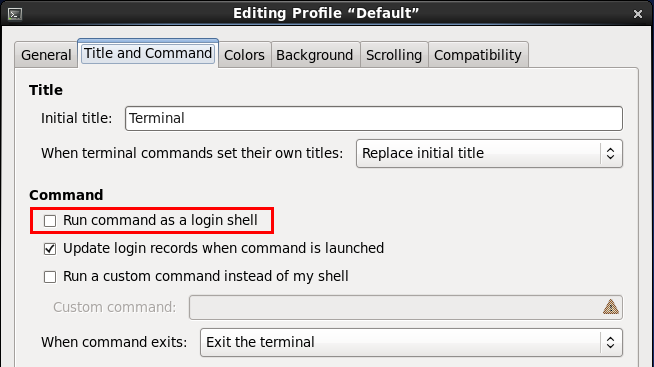 Editing Profile “Default”
General Title and Command Colors Background Scrolling Compatibility
Title
Initial title: Terminal
When terminal commands set their own titles: Replace initial title
Command
Run command as a login shell
Update login records when command is launched
Run a custom command instead of my shell
Custom command:
When command exits: Exit the terminal